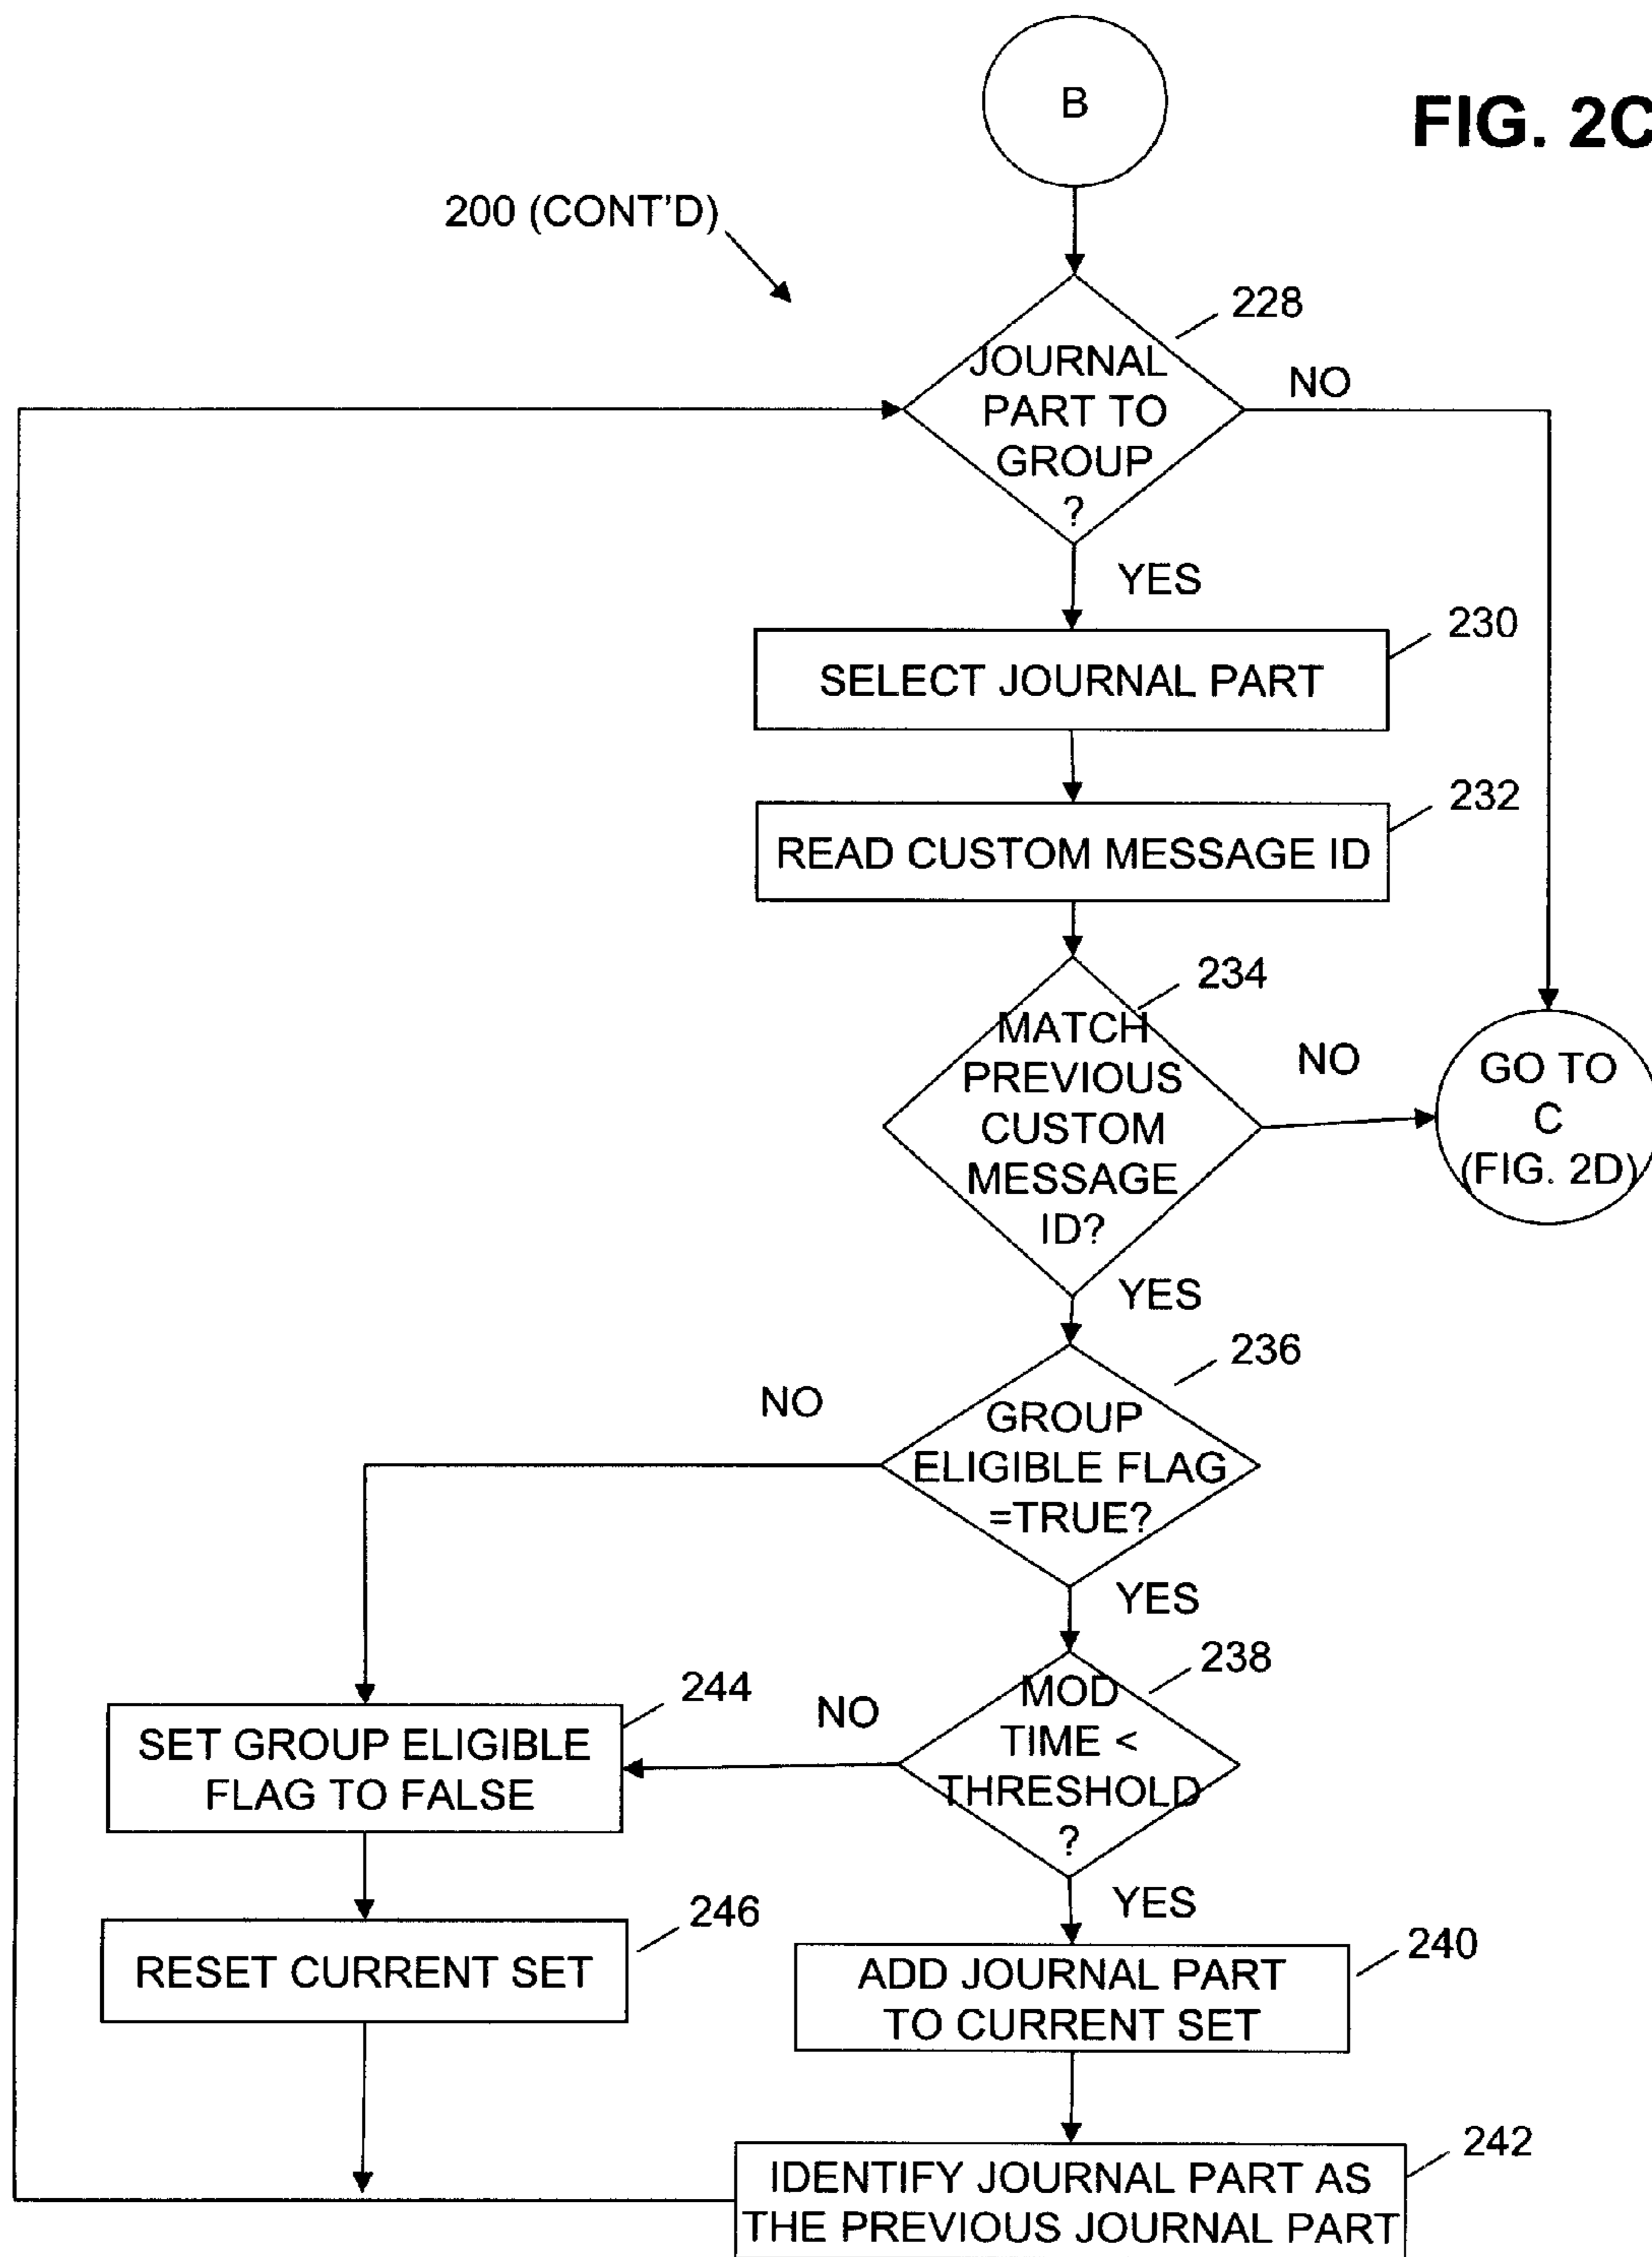 B
FIG. 2C
200 (CONT'D)
228
JOURNAL
PART TO
GROUP
?
NO
YES
230
SELECT JOURNAL PART
232
READ CUSTOM MESSAGE ID
234
MATCH
PREVIOUS
CUSTOM
MESSAGE
ID?
NO
GO TO
C
(FIG. 2D)
YES
236
GROUP
ELIGIBLE FLAG
=TRUE?
NO
YES
238
MOD
TIME <
THRESHOLD
?
NO
244
SET GROUP ELIGIBLE
FLAG TO FALSE
YES
246
RESET CURRENT SET
240
ADD JOURNAL PART
TO CURRENT SET
242
IDENTIFY JOURNAL PART AS
THE PREVIOUS JOURNAL PART